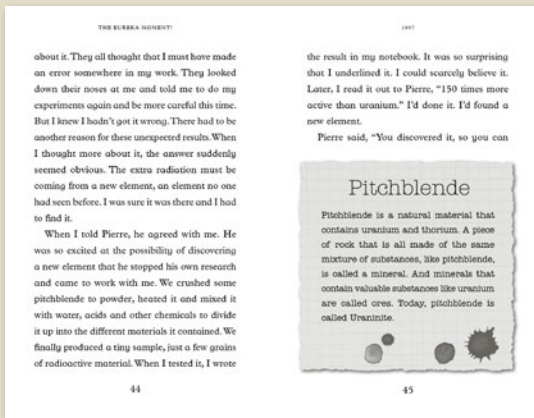 THE EUREKA MOMENT!
about it. They all thought that I must have made
an error somewhere in my work. They looked
down their noses at me and told me to do my
experiments again and be more careful this time.
But I knew I hadn't got it wrong. There had to be
another reason for these unexpected results. When
I thought more about it, the answer suddenly
seemed obvious. The extra radiation must be
coming from a new element, an element no one
had seen before. I was sure it was there and I had
to find it.
When I told Pierre, he agreed with me. He
was so excited at the possibility of discovering
a new element that he stopped his own research
and came to work with me. We crushed some
pitchblende to powder, heated it and mixed it
with water, acids and other chemicals to divide
it up into the different materials it contained. We
finally produced a tiny sample, just a few grains
of radioactive material. When I tested it, I wrote
44
1897
the result in my notebook. It was so surprising
that I underlined it. I could scarcely believe it.
Later, I read it out to Pierre, “150 times more
active than uranium.” I'd done it. I'd found a
new element.
Pierre said, “You discovered it, so you can
Pitchblende
Pitchblende is a natural material that
contains uranium and thorium. A piece
of rock that is all made of the same
mixture of substances, like pitchblende,
is called a mineral. And minerals that
contain valuable substances like uranium
are called ores. Today, pitchblende is
called Uraninite.
45